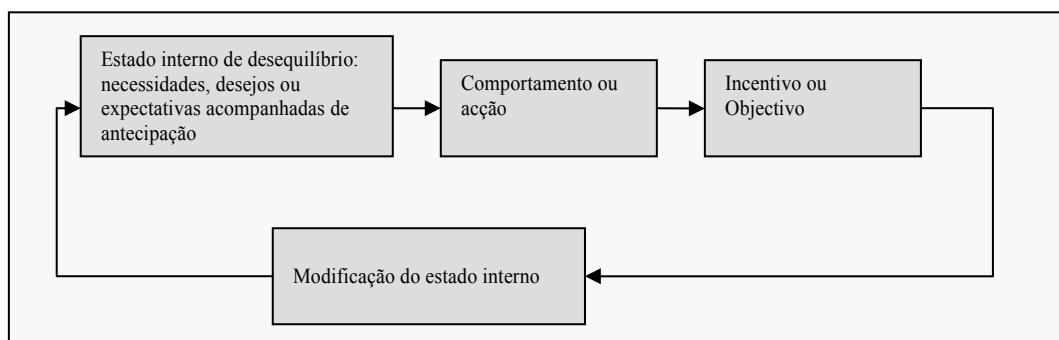 Estado interno de desequilíbrio:
necessidades, desejos ou
expectativas acompanhadas de
antecipação
Comportamento ou
acção
Incentivo ou
Objectivo
Modificação do estado interno